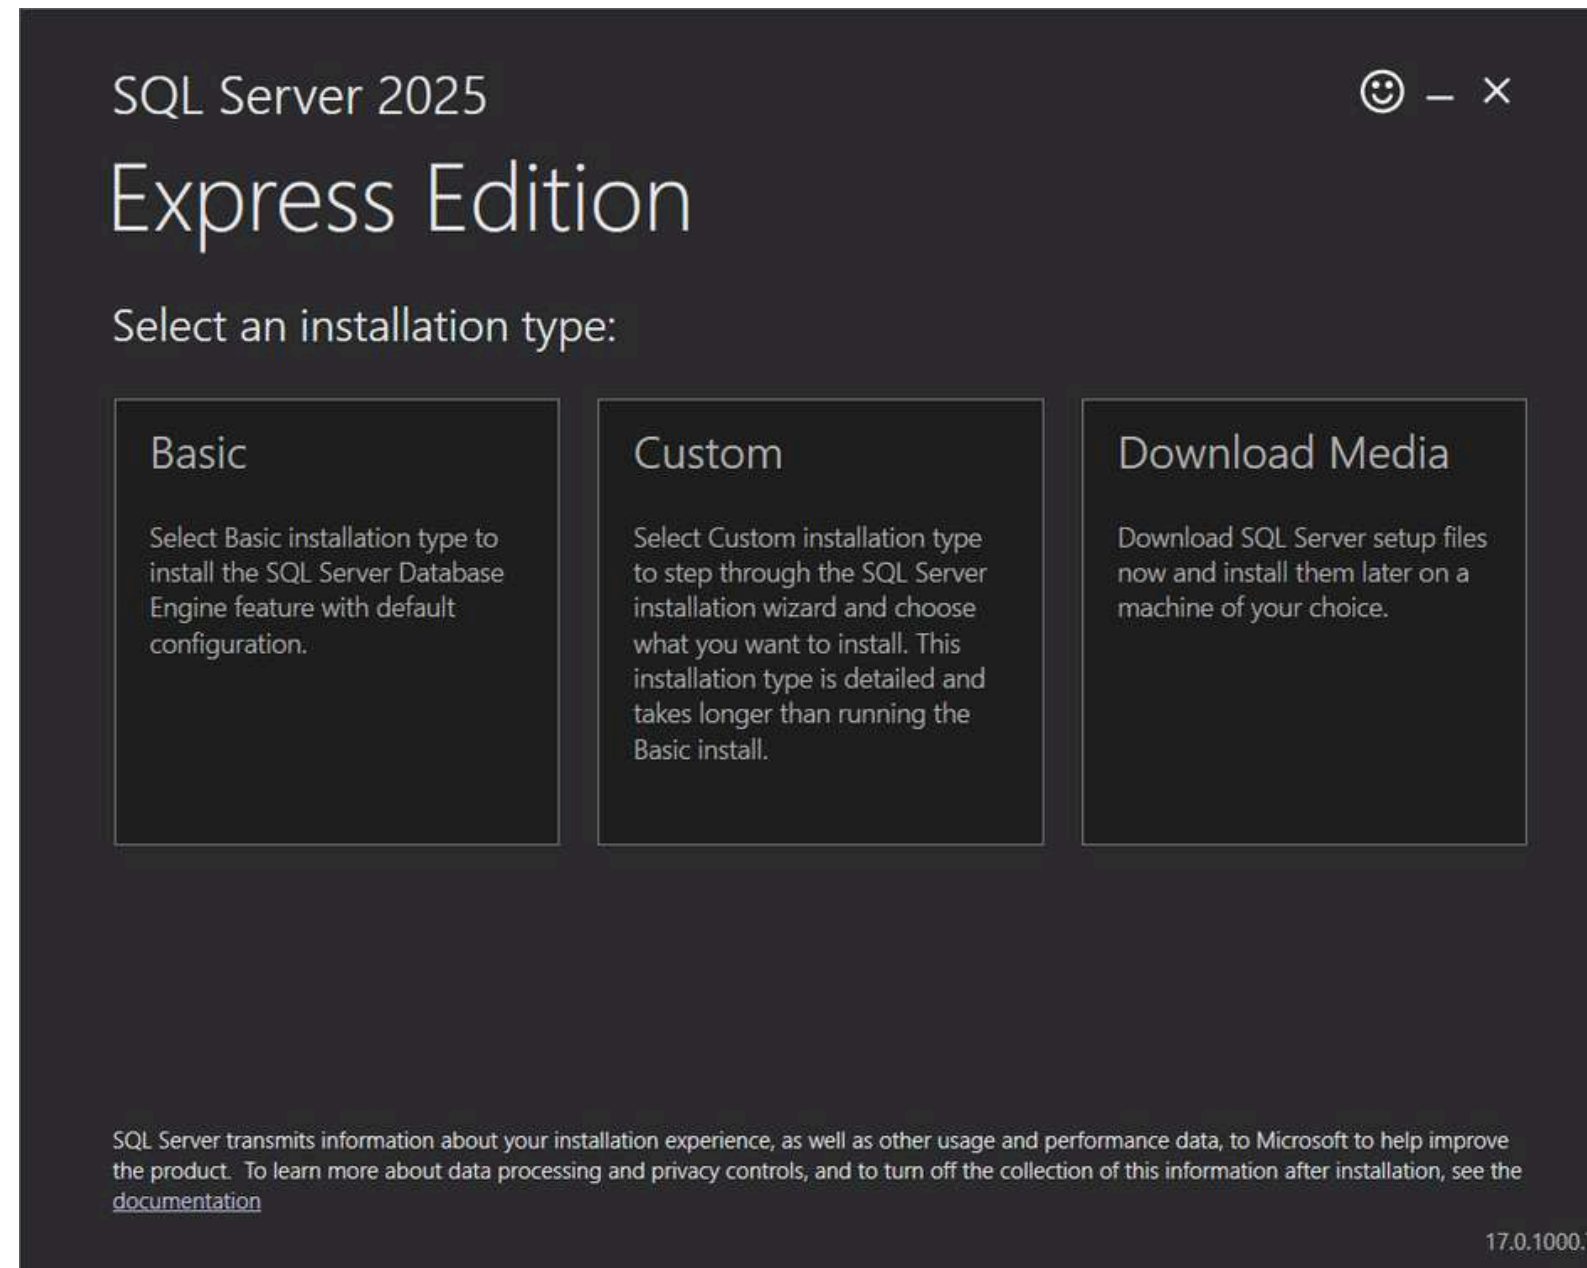 SQL Server 2025
Express Edition
Select an installation type:
Basic
Select Basic installation type to
install the SQL Server Database
Engine feature with default
configuration.
Custom
Select Custom installation type
to step through the SQL Server
installation wizard and choose
what you want to install. This
installation type is detailed and
takes longer than running the
Basic install.
Download Media
Download SQL Server setup files
now and install them later on a
machine of your choice.
SQL Server transmits information about your installation experience, as well as other usage and performance data, to Microsoft to help improve
the product.  To learn more about data processing and privacy controls, and to turn off the collection of this information after installation, see the
documentation
17.0.1000.